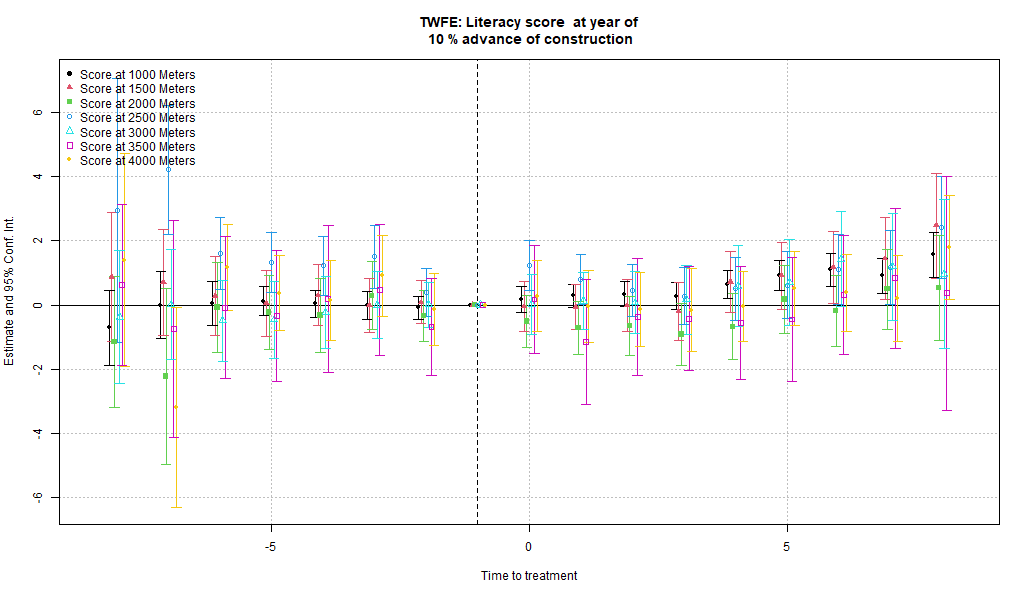 TWFE: Literacy score  at year of
10 % advance of construction
Score at 1000 Meters
Score at 1500 Meters
Score at 2000 Meters
Score at 2500 Meters
Score at 3000 Meters
Score at 3500 Meters
Score at 4000 Meters
Estimate and 95% Conf. Int.
6
4
2
0
-2
-4
-6
-5
0
5
Time to treatment